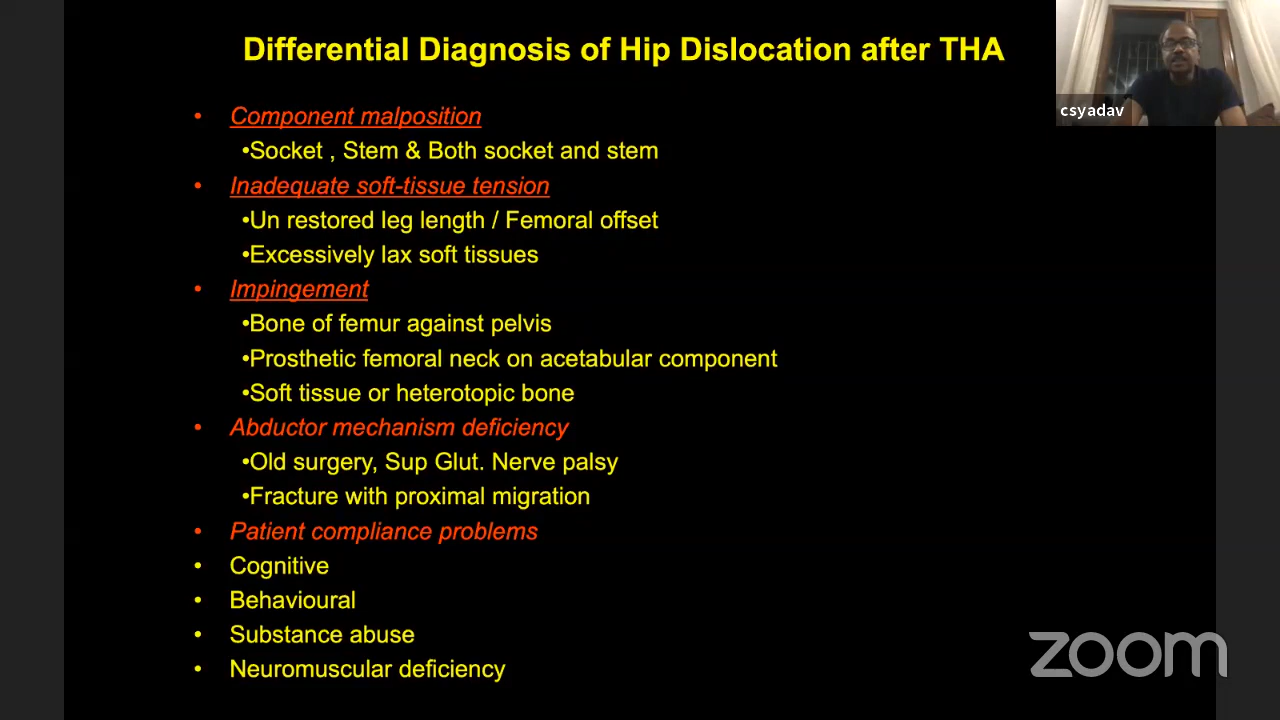 Differential Diagnosis of Hip Dislocation after THA
csyadav
• Component malposition
•Socket , Stem & Both socket and stem
• Inadequate soft-tissue tension
•Un restored leg length / Femoral offset
•Excessively lax soft tissues
• Impingement
•Bone of femur against pelvis
•Prosthetic femoral neck on acetabular component
•Soft tissue or heterotopic bone
• Abductor mechanism deficiency
•Old surgery, Sup Glut. Nerve palsy
•Fracture with proximal migration
• Patient compliance problems
• Cognitive
• Behavioural
• Substance abuse
• Neuromuscular deficiency
zoom